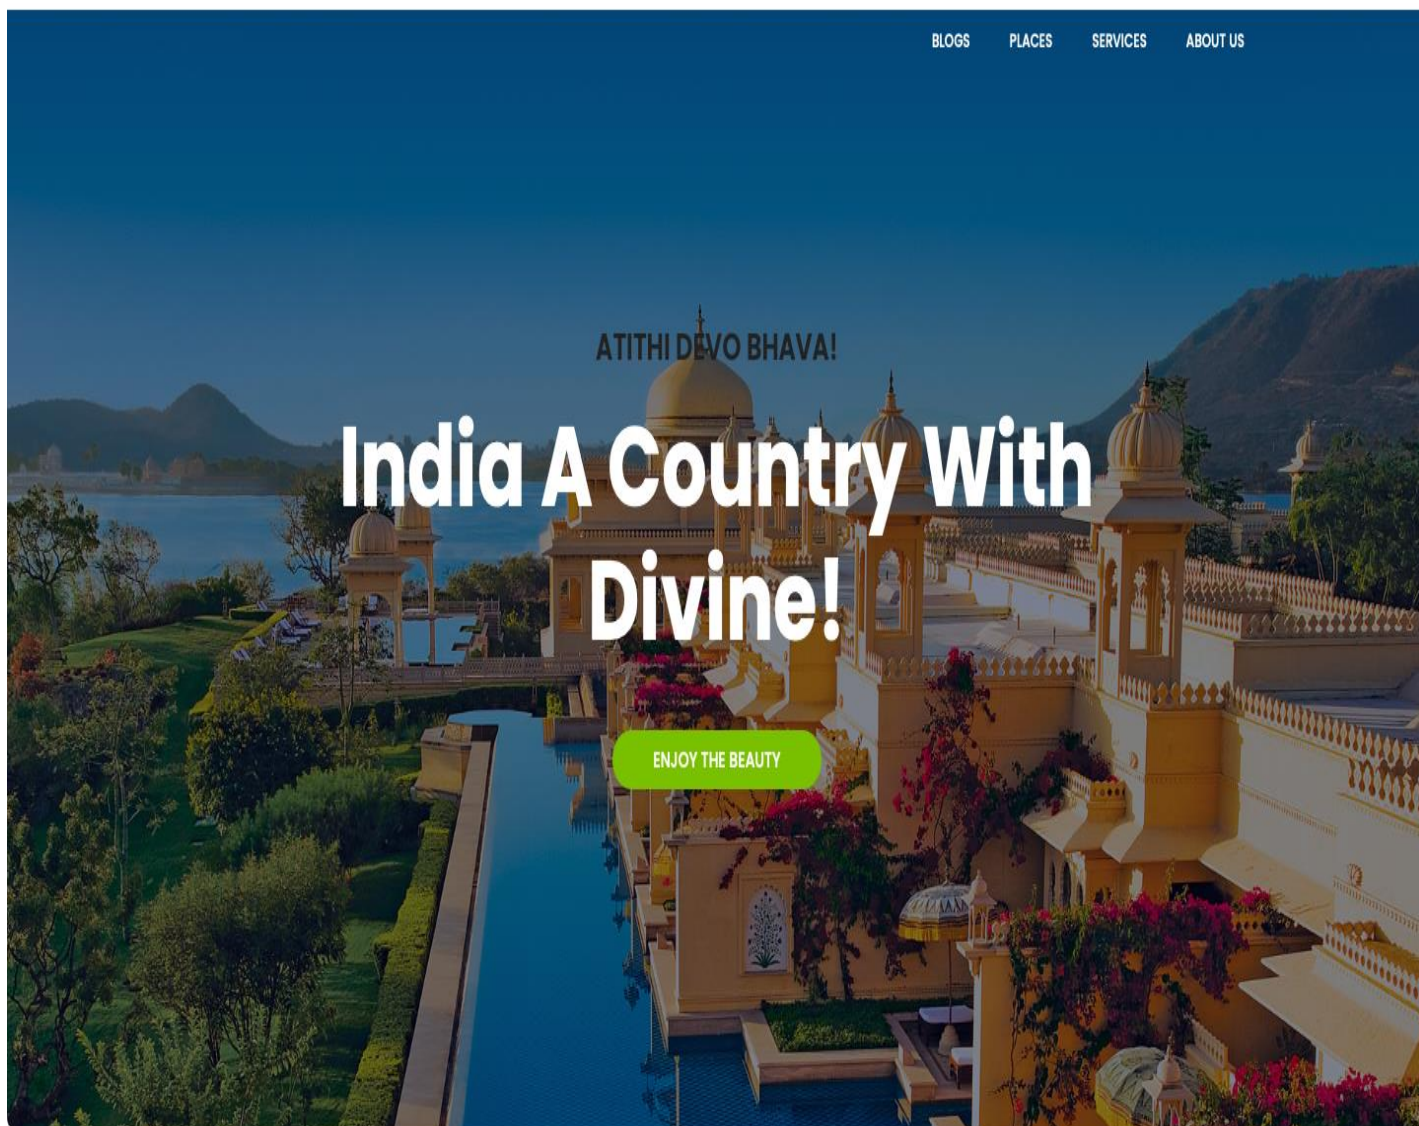 BLOGS PLACES SERVICES ABOUT US
ATITHI DEVO BHAVA!
India A Country With
Divine!
ENJOY THE BEAUTY